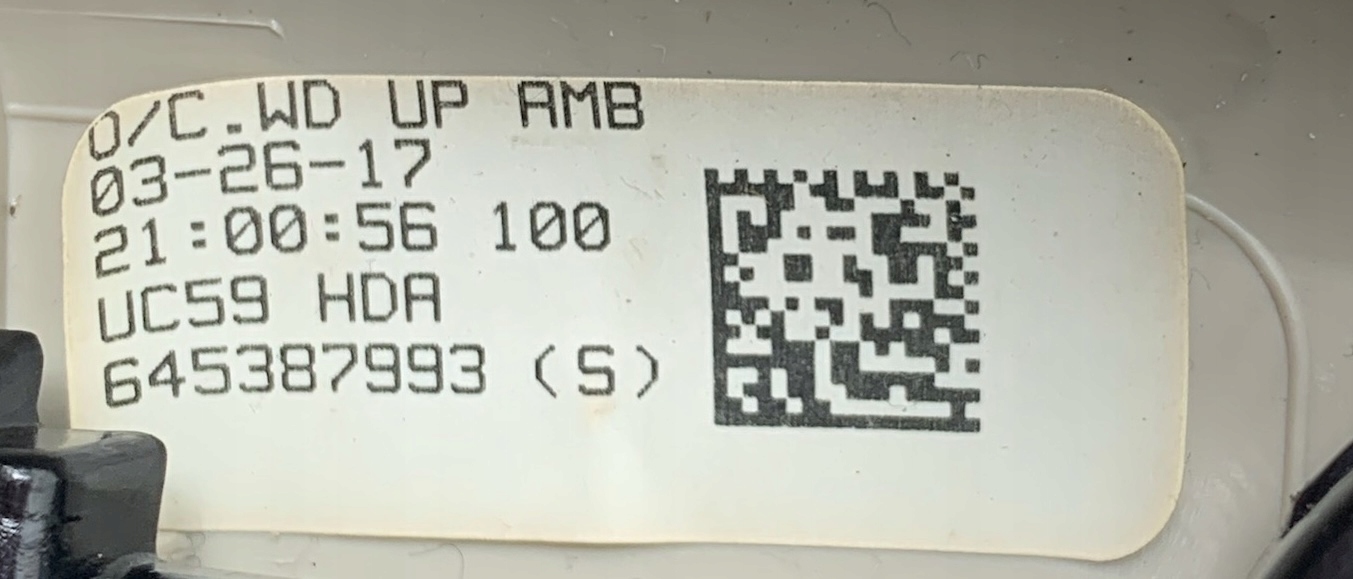 O/C.WD UP AMB
03-26-17
21:00:56 100
UC59 HDA
645387993 (S)